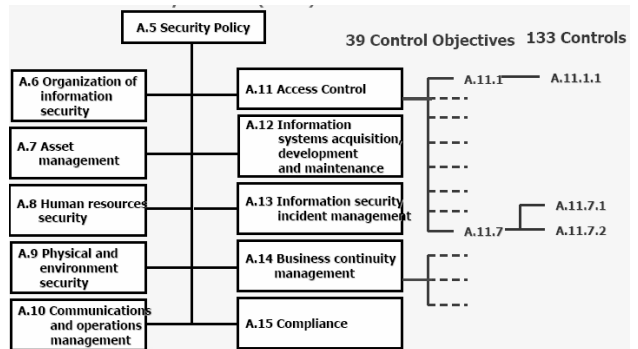 A.5 Security Policy
39 Control Objectives
133 Controls
A.6 Organization of
information
security
A.7 Asset
management
A.8 Human resources
security
A.9 Physical and
environment
security
A.10 Communications
and operations
management
A.11 Access Control
A.12 Information
systems acquisition,
development
and maintenance
A.13 Information security
incident management
A.14 Business continuity
management
A.15 Compliance
A.11.1
A.11.1.1
A.11.7
A.11.7.1
A.11.7.2